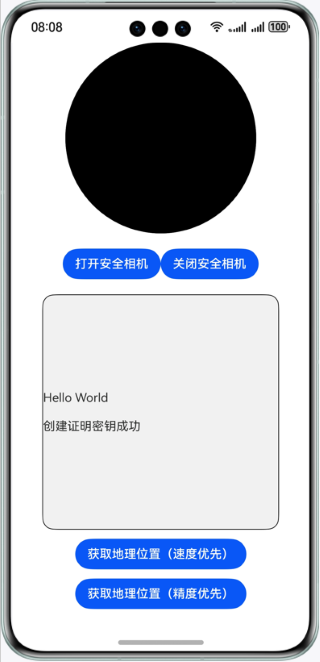 08:08
100
打开安全相机 关闭安全相机
Hello World
创建证明密钥成功
获取地理位置（速度优先）
获取地理位置（精度优先）